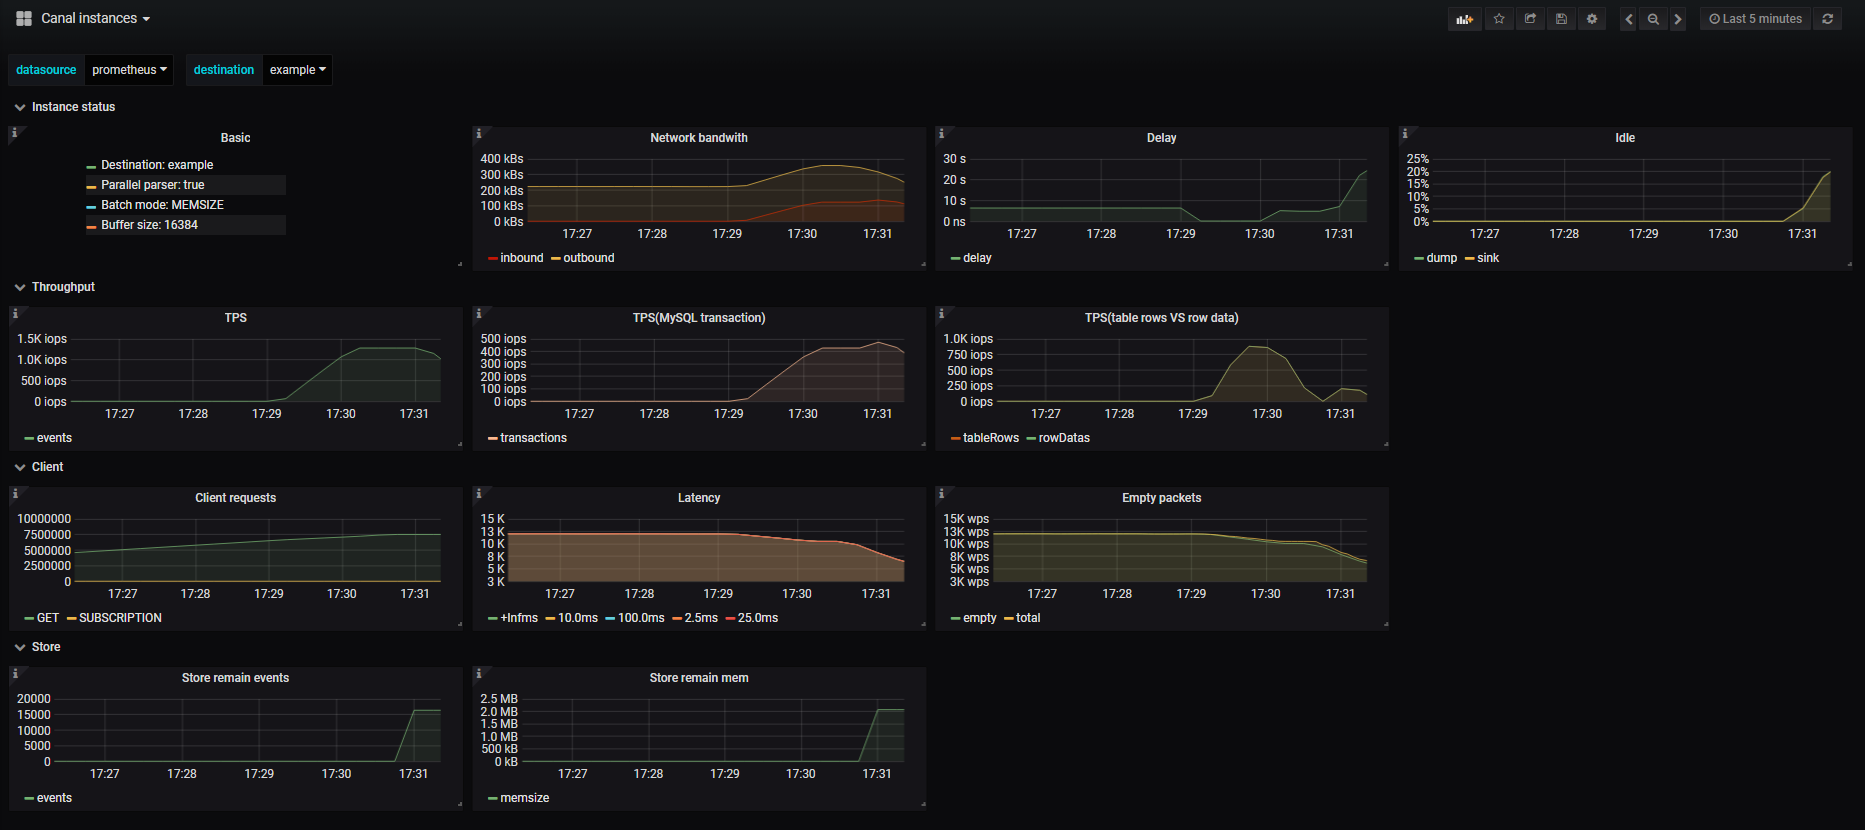 Canal instances
Last 5 minutes
datasource prometheus destination example
Instance status
Basic
Destination: example
Parallel parser: true
Batch mode: MEMSIZE
Buffer size: 16384
Network bandwith
400 kBs
300 kBs
200 kBs
100 kBs
0 kBs
17:27 17:28 17:29 17:30 17:31
inbound outbound
Delay
30 s
20 s
10 s
0 ns
17:27 17:28 17:29 17:30 17:31
delay
Idle
25%
20%
15%
10%
5%
0%
17:27 17:28 17:29 17:30 17:31
dump sink
Throughput
TPS
1.5K iops
1.0K iops
500 iops
0 iops
17:27 17:28 17:29 17:30 17:31
events
TPS(MySQL transaction)
500 iops
400 iops
300 iops
200 iops
100 iops
0 iops
17:27 17:28 17:29 17:30 17:31
transactions
TPS(table rows VS row data)
1.0K iops
750 iops
500 iops
250 iops
0 iops
17:27 17:28 17:29 17:30 17:31
tableRows rowDatas
Client
Client requests
10000000
7500000
5000000
2500000
0
17:27 17:28 17:29 17:30 17:31
GET SUBSCRIPTION
Latency
15 K
13 K
10 K
8 K
5 K
3 K
17:27 17:28 17:29 17:30 17:31
+Infms 10.0ms 100.0ms 2.5ms 25.0ms
Empty packets
15K wps
13K wps
10K wps
8K wps
5K wps
3K wps
17:27 17:28 17:29 17:30 17:31
empty total
Store
Store remain events
20000
15000
10000
5000
0
17:27 17:28 17:29 17:30 17:31
events
Store remain mem
2.5 MB
2.0 MB
1.5 MB
1.0 MB
500 kB
0 kB
17:27 17:28 17:29 17:30 17:31
memsize